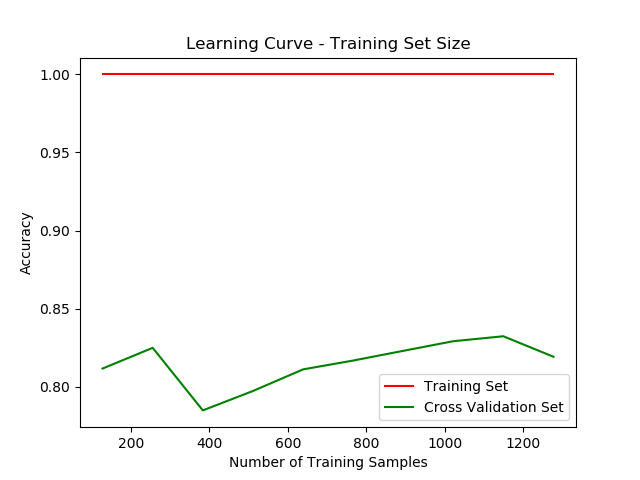 Learning Curve - Training Set Size
1.00
0.95
0.90
0.85
0.80
Accuracy
Training Set
Cross Validation Set
200 400 600 800 1000 1200
Number of Training Samples